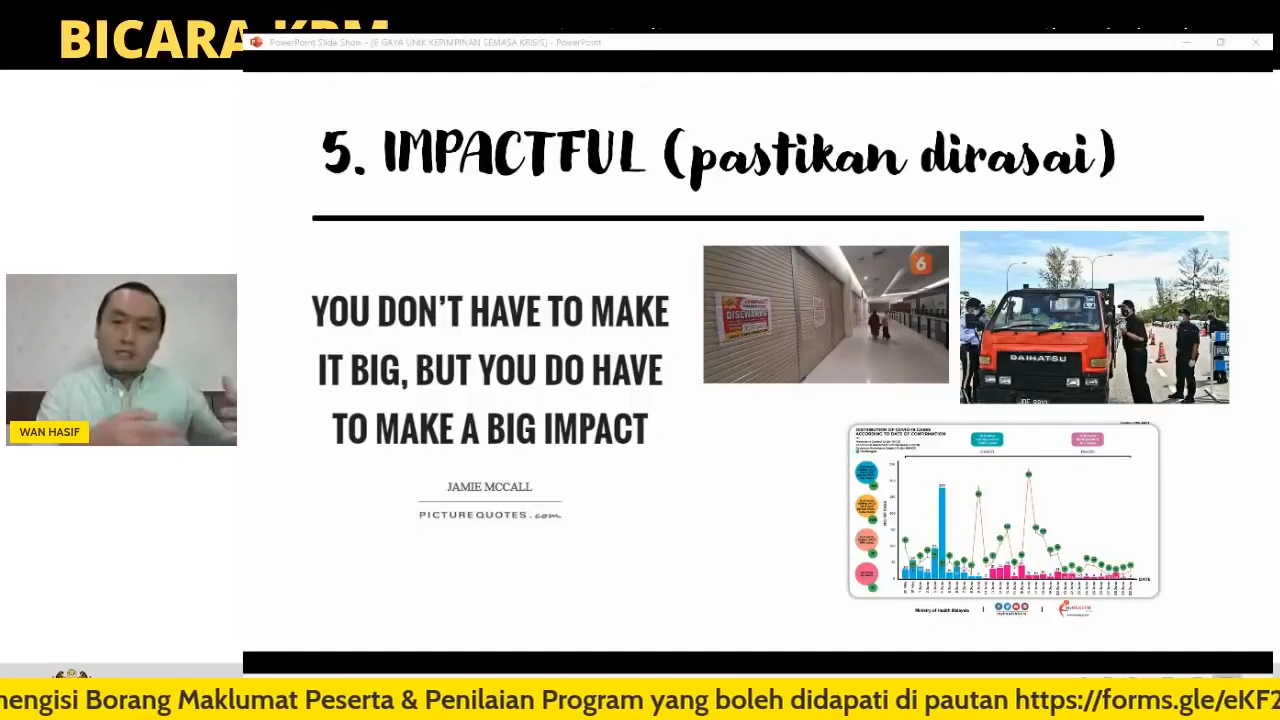 BICARA KPM
PowerPoint Slide Show - [6 GAYA UNIK KEPIMPINAN SEMASA KRISIS] - PowerPoint
5. IMPACTFUL (pastikan dirasai)
YOU DON'T HAVE TO MAKE
IT BIG, BUT YOU DO HAVE
TO MAKE A BIG IMPACT
JAMIE MCCALL
PICTUREQUOTES.com
6
DISEWAKAN
DAIHATSU
WAN HASIF
DISTRIBUTION OF COVID-19 CASES
ACCORDING TO DATE OF CONFIRMATION
DATE
Ministry of Health Malaysia
mengisi Borang Maklumat Peserta & Penilaian Program yang boleh didapati di pautan https://forms.gle/eKF2